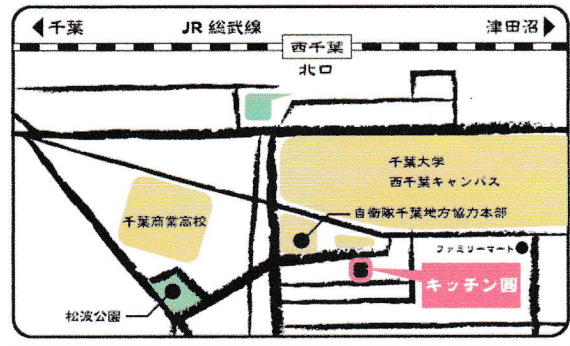 ◀千葉
JR 総武線
津田沼▶
西千葉
北口
千葉大学
西千葉キャンパス
自衛隊千葉地方協力本部
千葉商業高校
ファミリーマート
キッチン圓
松波公園